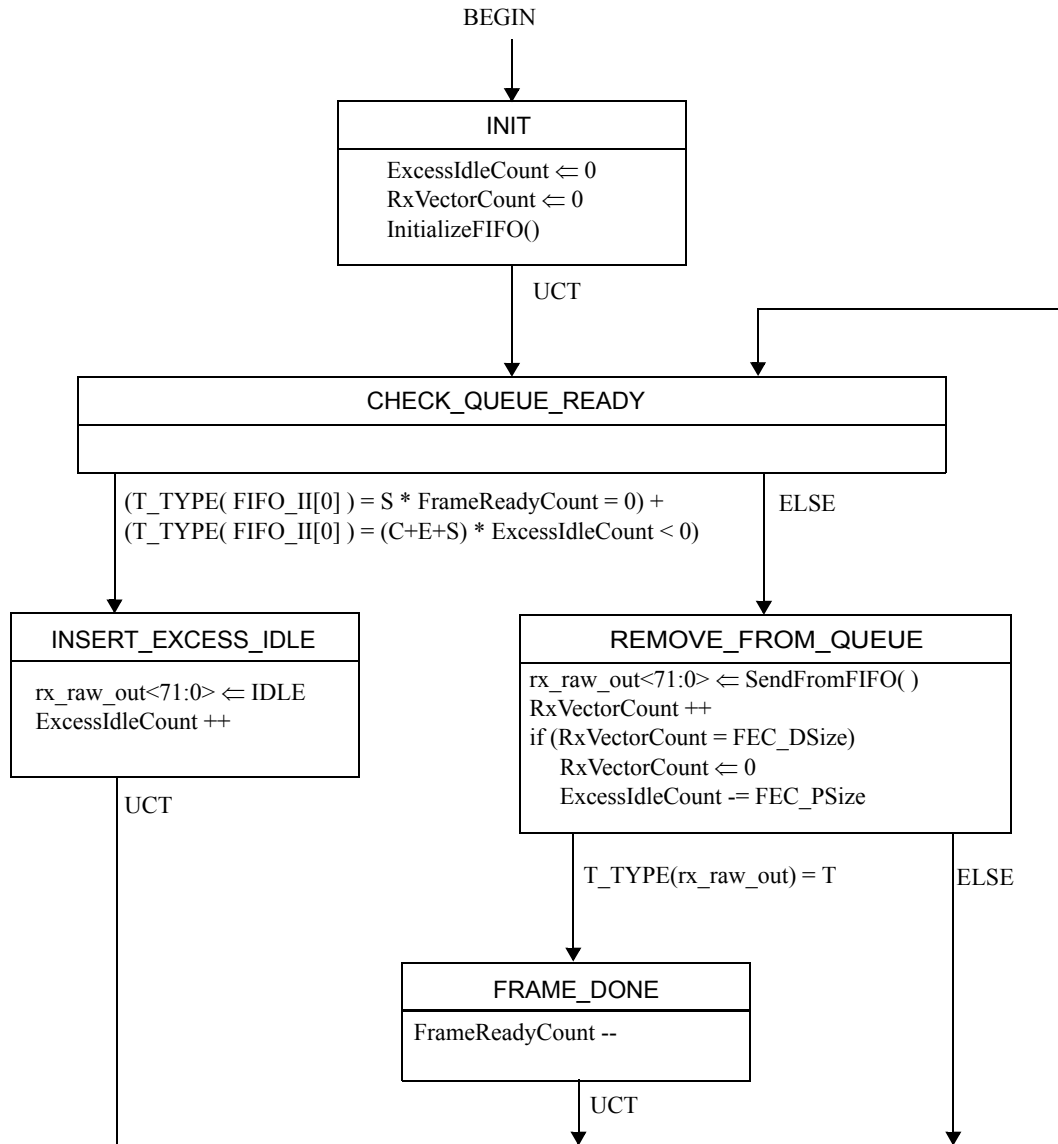 BEGIN
INIT
ExcessIdleCount ⇐ 0
RxVectorCount ⇐ 0
InitializeFIFO()
UCT
CHECK_QUEUE_READY
(T_TYPE( FIFO_II[0] ) = S * FrameReadyCount = 0) +
(T_TYPE( FIFO_II[0] ) = (C+E+S) * ExcessIdleCount < 0)
ELSE
INSERT_EXCESS_IDLE
rx_raw_out<71:0> ⇐ IDLE
ExcessIdleCount ++
UCT
REMOVE_FROM_QUEUE
rx_raw_out<71:0> ⇐ SendFromFIFO( )
RxVectorCount ++
if (RxVectorCount = FEC_DSize)
RxVectorCount ⇐ 0
ExcessIdleCount -= FEC_PSize
T_TYPE(rx_raw_out) = T
ELSE
FRAME_DONE
FrameReadyCount --
UCT